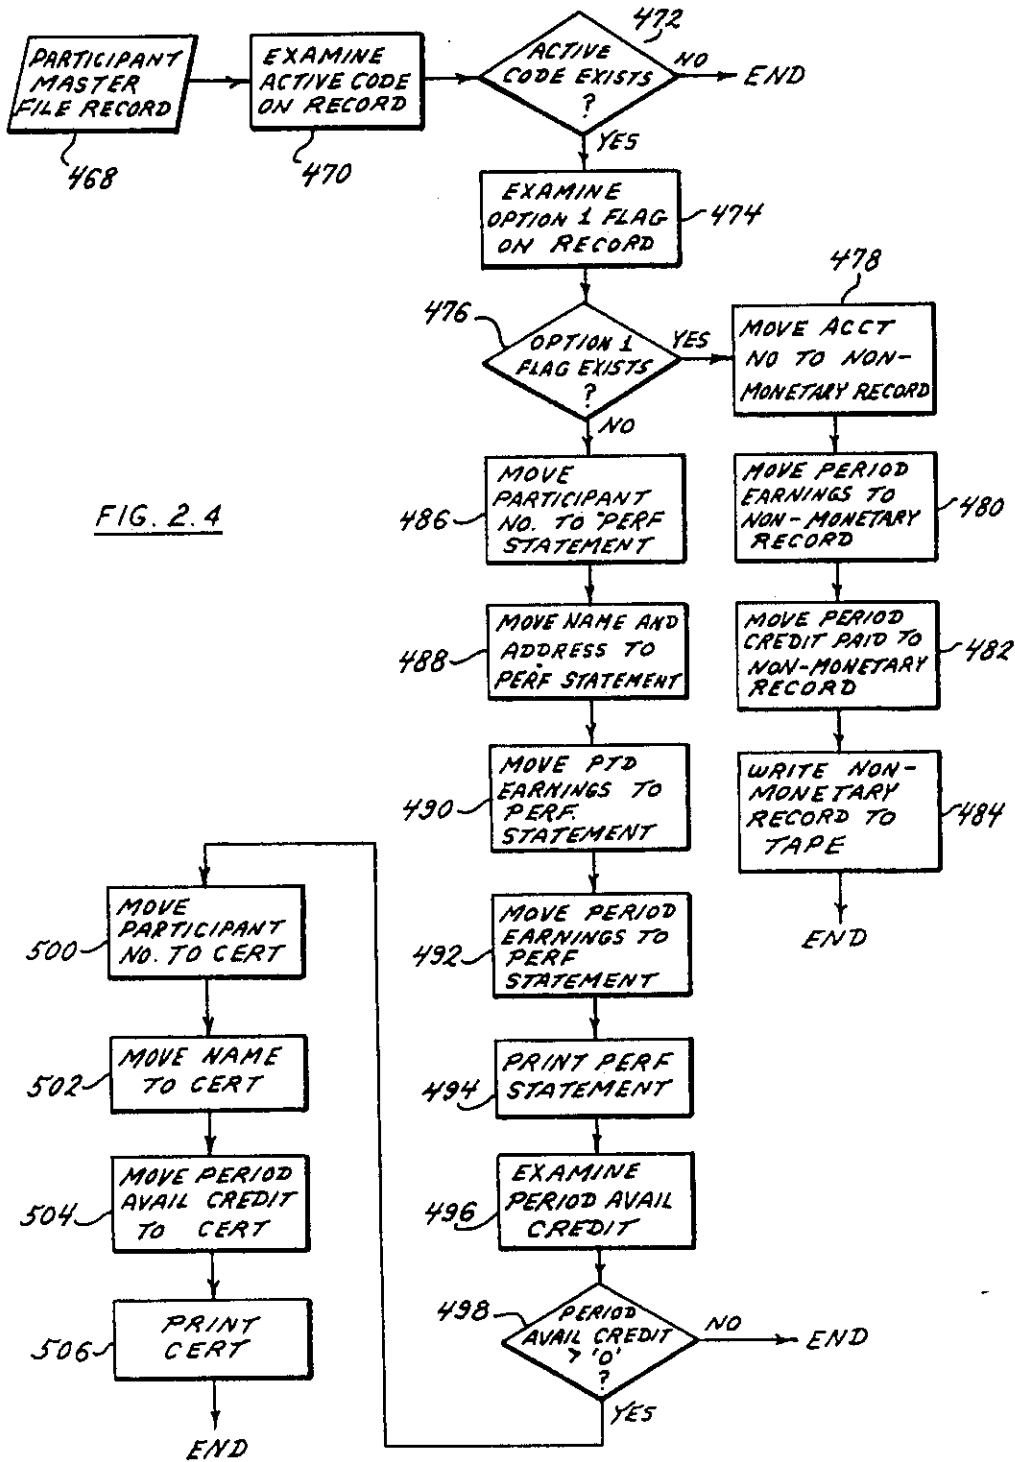 PARTICIPANT
MASTER
FILE RECORD
468
EXAMINE
ACTIVE CODE
ON RECORD
470
472
ACTIVE
CODE EXISTS
?
NO
END
YES
EXAMINE
OPTION 1 FLAG
ON RECORD
474
476
OPTION 1
FLAG EXISTS
?
YES
NO
478
MOVE ACCT
NO TO NON-
MONETARY RECORD
MOVE PERIOD
EARNINGS TO
NON-MONETARY
RECORD
480
MOVE PERIOD
CREDIT PAID TO
NON-MONETARY
RECORD
482
WRITE NON-
MONETARY
RECORD TO
TAPE
484
END
FIG. 2.4
MOVE
PARTICIPANT
NO. TO PERF
STATEMENT
486
MOVE NAME AND
ADDRESS TO
PERF STATEMENT
488
MOVE PTD
EARNINGS TO
PERF.
STATEMENT
490
MOVE PERIOD
EARNINGS TO
PERF
STATEMENT
492
PRINT PERF
STATEMENT
494
EXAMINE
PERIOD AVAIL
CREDIT
496
498
PERIOD
AVAIL CREDIT
> '0'
?
NO
END
YES
MOVE
PARTICIPANT
NO. TO CERT
500
MOVE NAME
TO CERT
502
MOVE PERIOD
AVAIL CREDIT
TO CERT
504
PRINT
CERT
506
END